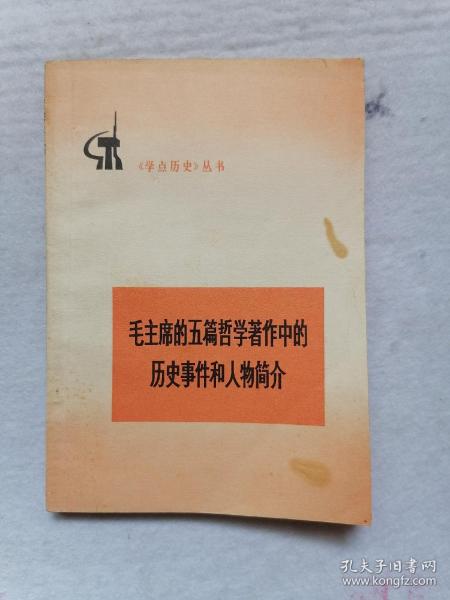 《学点历史》丛书
毛主席的五篇哲学著作中的
历史事件和人物简介
孔夫子旧书网
www.kongfz.com